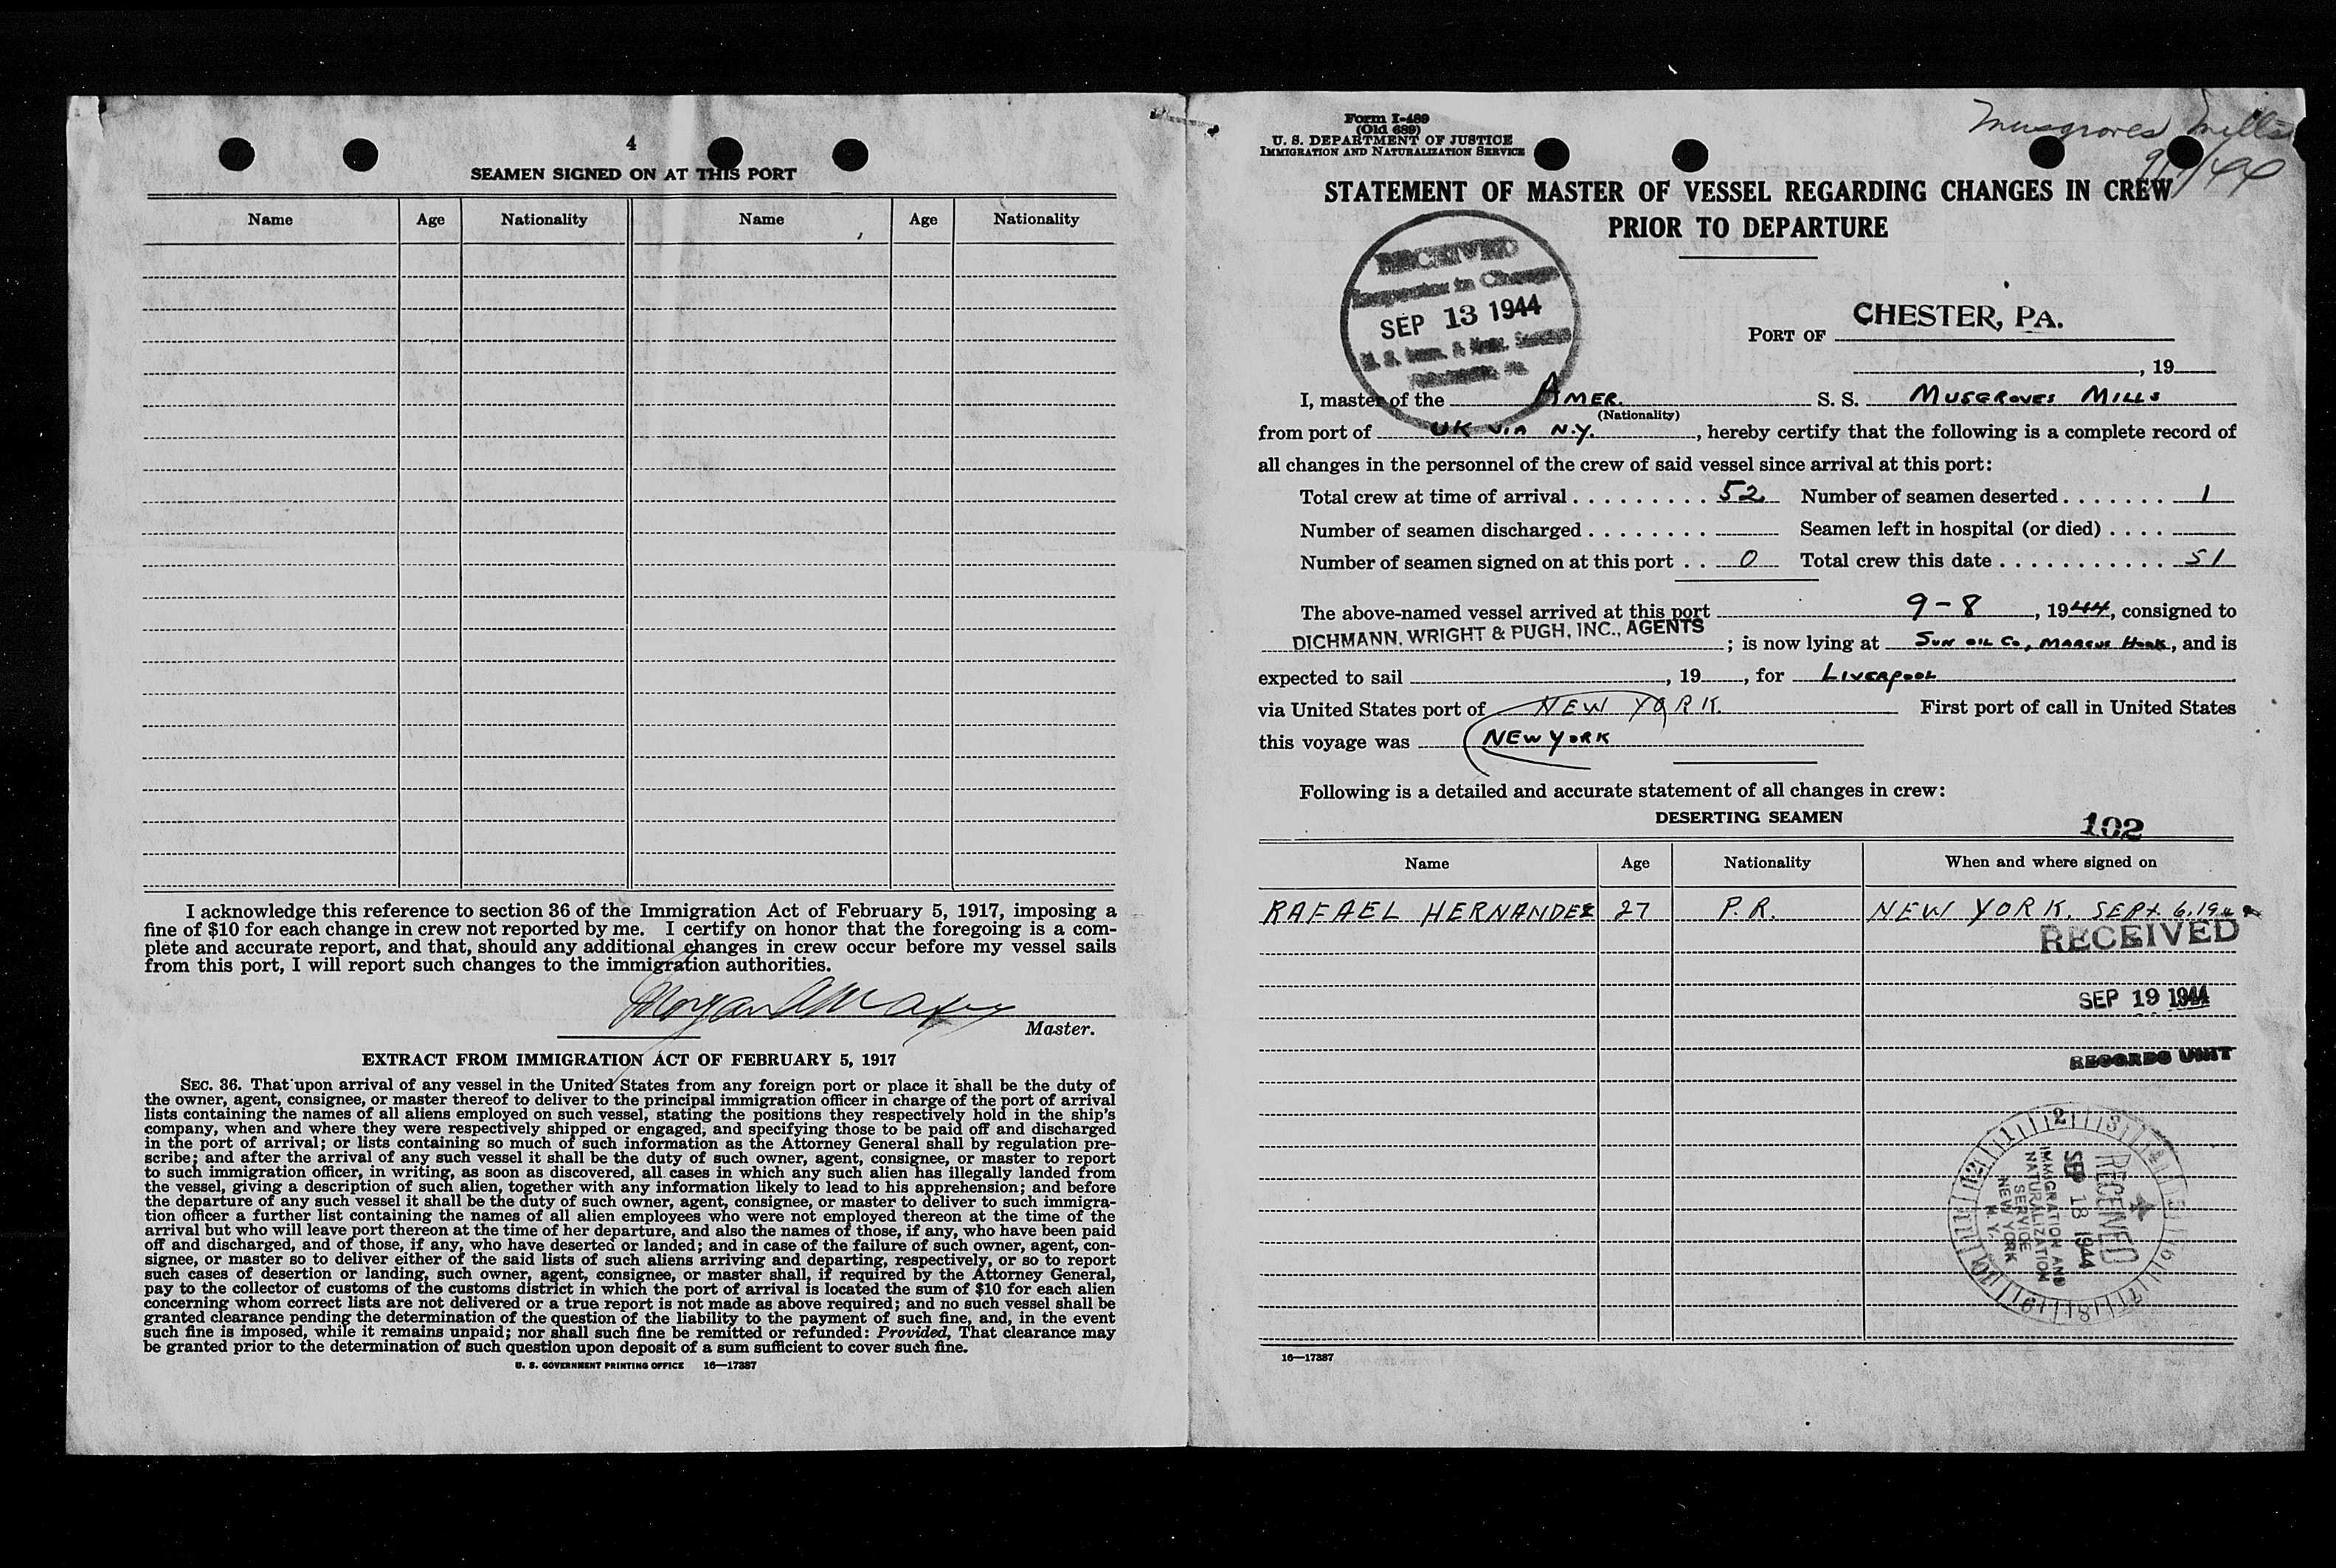 4
SEAMEN SIGNED ON AT THIS PORT
Name Age Nationality Name Age Nationality
I acknowledge this reference to section 36 of the Immigration Act of February 5, 1917, imposing a
fine of $10 for each change in crew not reported by me. I certify on honor that the foregoing is a com-
plete and accurate report, and that, should any additional changes in crew occur before my vessel sails
from this port, I will report such changes to the immigration authorities.
Master.
EXTRACT FROM IMMIGRATION ACT OF FEBRUARY 5, 1917
SEC. 36. That upon arrival of any vessel in the United States from any foreign port or place it shall be the duty of
the owner, agent, consignee, or master thereof to deliver to the principal immigration officer in charge of the port of arrival
lists containing the names of all aliens employed on such vessel, stating the positions they respectively hold in the ship's
company, when and where they were respectively shipped or engaged, and specifying those to be paid off and discharged
in the port of arrival; or lists containing so much of such information as the Attorney General shall by regulation pre-
scribe; and after the arrival of any such vessel it shall be the duty of such owner, agent, consignee, or master to report
to such immigration officer, in writing, as soon as discovered, all cases in which any such alien has illegally landed from
the vessel, giving a description of such alien, together with any information likely to lead to his apprehension; and before
the departure of any such vessel it shall be the duty of such owner, agent, consignee, or master to deliver to such immigra-
tion officer a further list containing the names of all alien employees who were not employed thereon at the time of the
arrival but who will leave port thereon at the time of her departure, and also the names of those, if any, who have been paid
off and discharged, and of those, if any, who have deserted or landed; and in case of the failure of such owner, agent, con-
signee, or master so to deliver either of the said lists of such aliens arriving and departing, respectively, or so to report
such cases of desertion or landing, such owner, agent, consignee, or master shall, if required by the Attorney General,
pay to the collector of customs of the customs district in which the port of arrival is located the sum of $10 for each alien
concerning whom correct lists are not delivered or a true report is not made as above required; and no such vessel shall be
granted clearance pending the determination of the question of the liability to the payment of such fine, and, in the event
such fine is imposed, while it remains unpaid; nor shall such fine be remitted or refunded: Provided, That clearance may
be granted prior to the determination of such question upon deposit of a sum sufficient to cover such fine.
U. S. GOVERNMENT PRINTING OFFICE 16—17387
Form I-489
(Old 689)
U. S. DEPARTMENT OF JUSTICE
IMMIGRATION AND NATURALIZATION SERVICE
Musgroves Mills
STATEMENT OF MASTER OF VESSEL REGARDING CHANGES IN CREW
PRIOR TO DEPARTURE
RECEIVED
Inspector in Charge
SEP 13 1944
PORT OF CHESTER, PA.
, 19
I, master of the AMER. S. S. MUSGROVES MILLS
(Nationality)
from port of UK VIA N.Y., hereby certify that the following is a complete record of
all changes in the personnel of the crew of said vessel since arrival at this port:
Total crew at time of arrival . . . . . . . . . 52 Number of seamen deserted . . . . . . . 1
Number of seamen discharged . . . . . . . . Seamen left in hospital (or died) . . . .
Number of seamen signed on at this port . . 0 Total crew this date . . . . . . . . . . . . 51
The above-named vessel arrived at this port 9-8, 1944, consigned to
DICHMANN, WRIGHT & PUGH, INC., AGENTS ; is now lying at SUN OIL CO, MARCUS HOOK, and is
expected to sail , 19 , for LIVERPOOL
via United States port of NEW YORK. First port of call in United States
this voyage was NEW YORK
Following is a detailed and accurate statement of all changes in crew:
DESERTING SEAMEN
102
Name Age Nationality When and where signed on
RAFAEL HERNANDEZ 27 P.R. NEW YORK. SEPT. 6, 1944
RECEIVED
SEP 19 1944
RECORDS UNIT
RECEIVED
SEP 18 1944
IMMIGRATION AND
NATURALIZATION
SERVICE
NEW YORK
N.Y.
16—17387